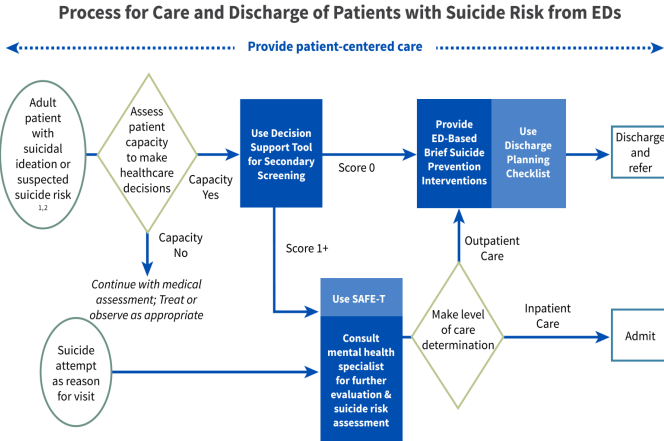 Process for Care and Discharge of Patients with Suicide Risk from EDs
Provide patient-centered care
Adult
patient
with
suicidal
ideation or
suspected
suicide risk
1,2
Assess
patient
capacity
to make
healthcare
decisions
Capacity
Yes
Capacity
No
Continue with medical
assessment; Treat or
observe as appropriate
Use Decision
Support Tool
for Secondary
Screening
Score 0
Score 1+
Provide
ED-Based
Brief Suicide
Prevention
Interventions
Use
Discharge
Planning
Checklist
Discharge
and
refer
Outpatient
Care
Use SAFE-T
Consult
mental health
specialist
for further
evaluation &
suicide risk
assessment
Make level
of care
determination
Inpatient
Care
Admit
Suicide
attempt
as reason
for visit